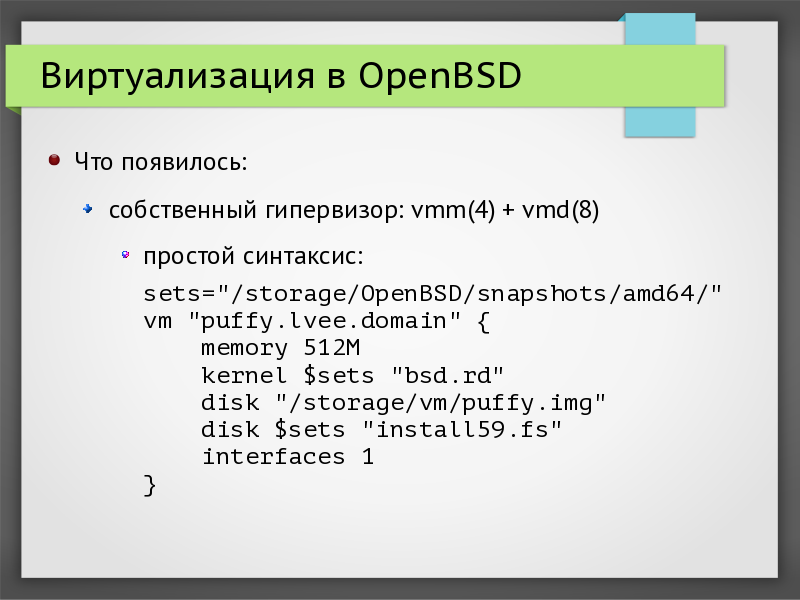 Виртуализация в OpenBSD
Что появилось:
собственный гипервизор: vmm(4) + vmd(8)
простой синтаксис:
sets="/storage/OpenBSD/snapshots/amd64/"
vm "puffy.lvee.domain" {
    memory 512M
    kernel $sets "bsd.rd"
    disk "/storage/vm/puffy.img"
    disk $sets "install59.fs"
    interfaces 1
}